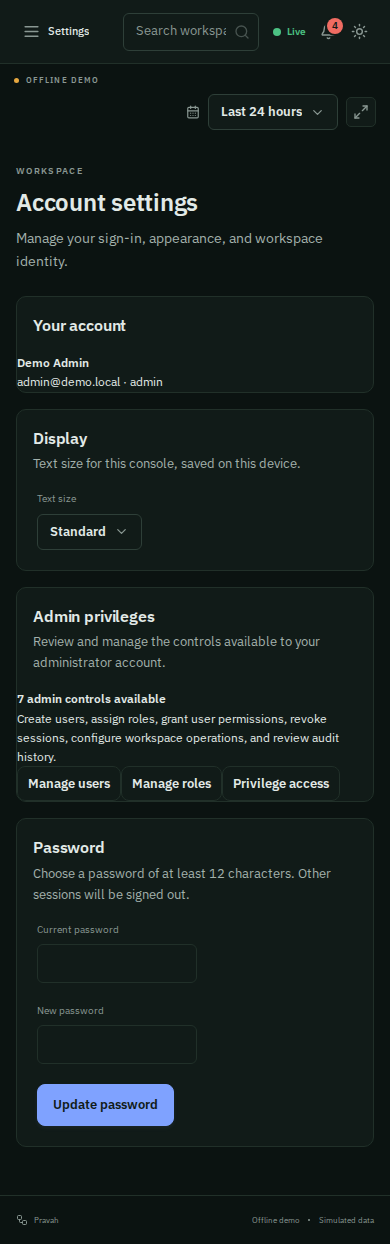 Settings
Search workspa
Live
4
OFFLINE DEMO
Last 24 hours
WORKSPACE
Account settings
Manage your sign-in, appearance, and workspace
identity.
Your account
Demo Admin
admin@demo.local · admin
Display
Text size for this console, saved on this device.
Text size
Standard
Admin privileges
Review and manage the controls available to your
administrator account.
7 admin controls available
Create users, assign roles, grant user permissions, revoke
sessions, configure workspace operations, and review audit
history.
Manage users
Manage roles
Privilege access
Password
Choose a password of at least 12 characters. Other
sessions will be signed out.
Current password
New password
Update password
Pravah
Offline demo • Simulated data